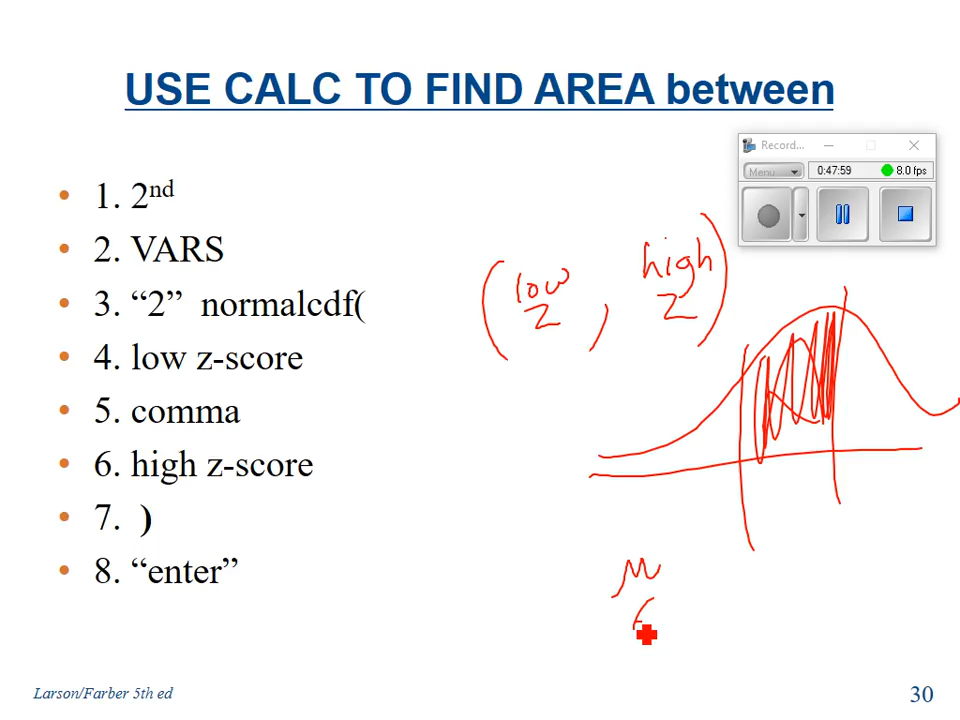 USE CALC TO FIND AREA between
Record...
Menu
0:47:59
8.0 fps
• 1. 2nd
• 2. VARS
• 3. “2” normalcdf(
• 4. low z-score
• 5. comma
• 6. high z-score
• 7. )
• 8. “enter”
(low z , high z)
μ
Larson/Farber 5th ed
30